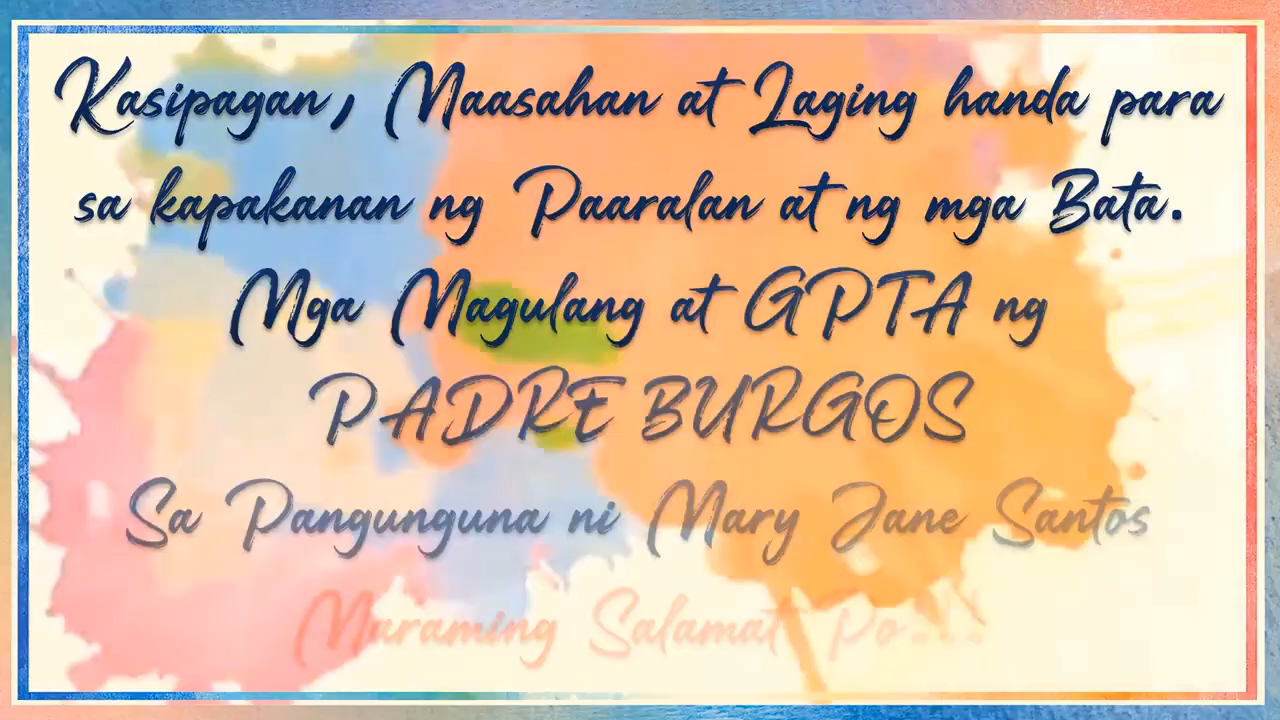 Kasipagan, Maasahan at Laging handa para
sa kapakanan ng Paaralan at ng mga Bata.
Mga Magulang at GPTA ng
PADRE BURGOS
Sa Pangunguna ni Mary Jane Santos
Maraming Salamat Po...!!